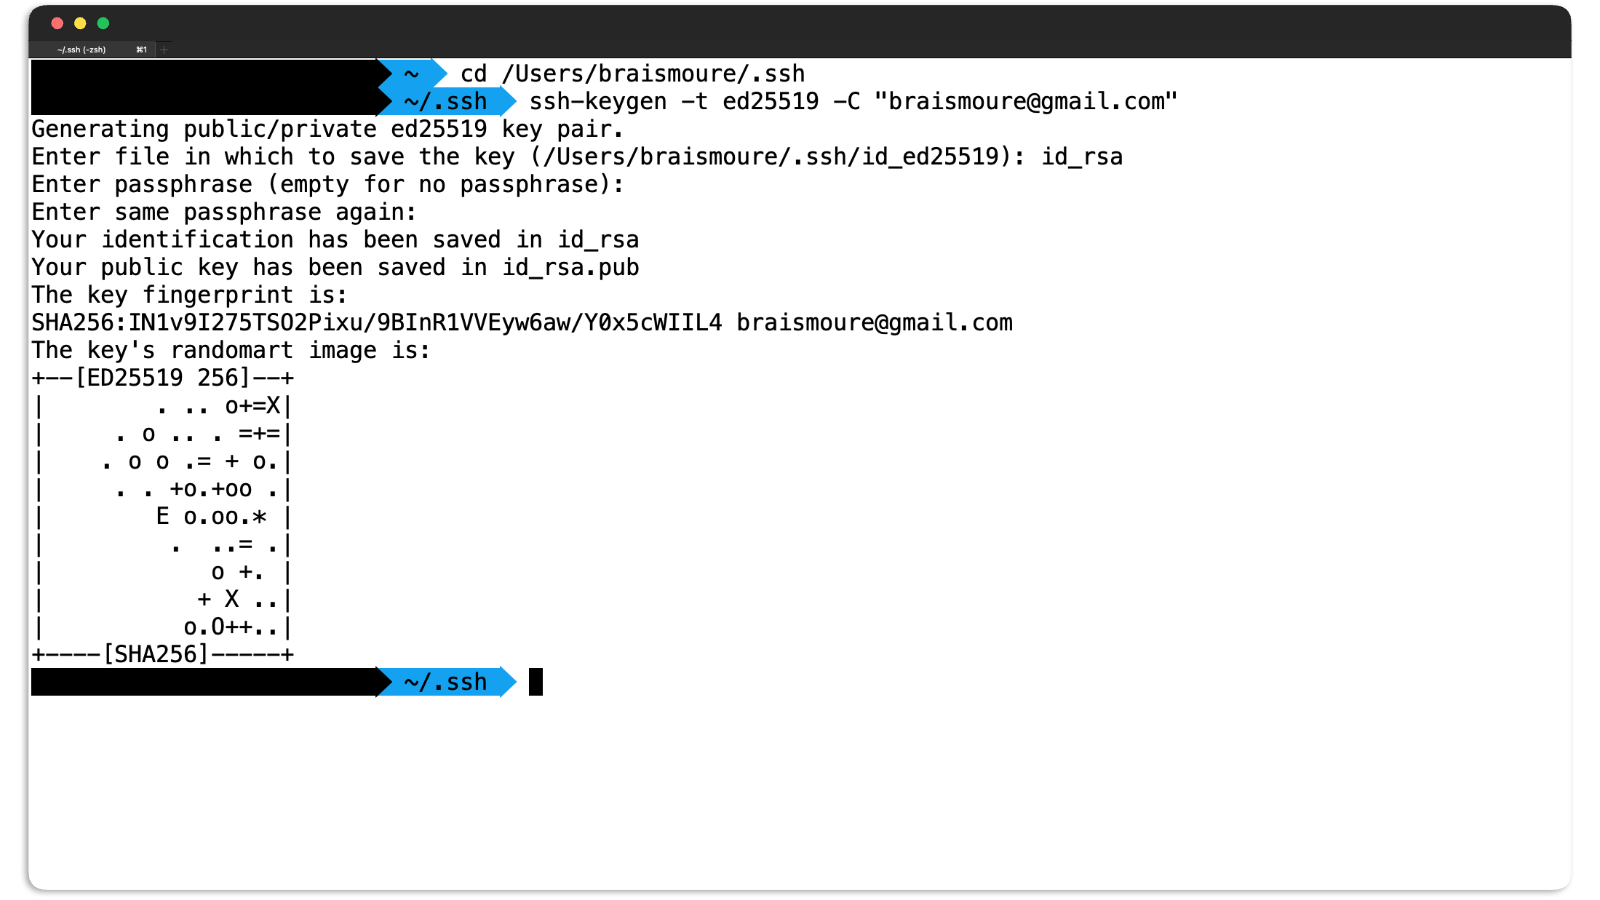 ~/.ssh (-zsh) ⌘1 +
~ cd /Users/braismoure/.ssh
~/.ssh ssh-keygen -t ed25519 -C "braismoure@gmail.com"
Generating public/private ed25519 key pair.
Enter file in which to save the key (/Users/braismoure/.ssh/id_ed25519): id_rsa
Enter passphrase (empty for no passphrase):
Enter same passphrase again:
Your identification has been saved in id_rsa
Your public key has been saved in id_rsa.pub
The key fingerprint is:
SHA256:IN1v9I275TSO2Pixu/9BInR1VVEyw6aw/Y0x5cWIIL4 braismoure@gmail.com
The key's randomart image is:
+--[ED25519 256]--+
|        . .. o+=X|
|     . o .. . =+=|
|    . o o .= + o.|
|     . . +o.+oo .|
|        E o.oo.* |
|         .  ..= .|
|            o +. |
|           + X ..|
|          o.O++..|
+----[SHA256]-----+
~/.ssh